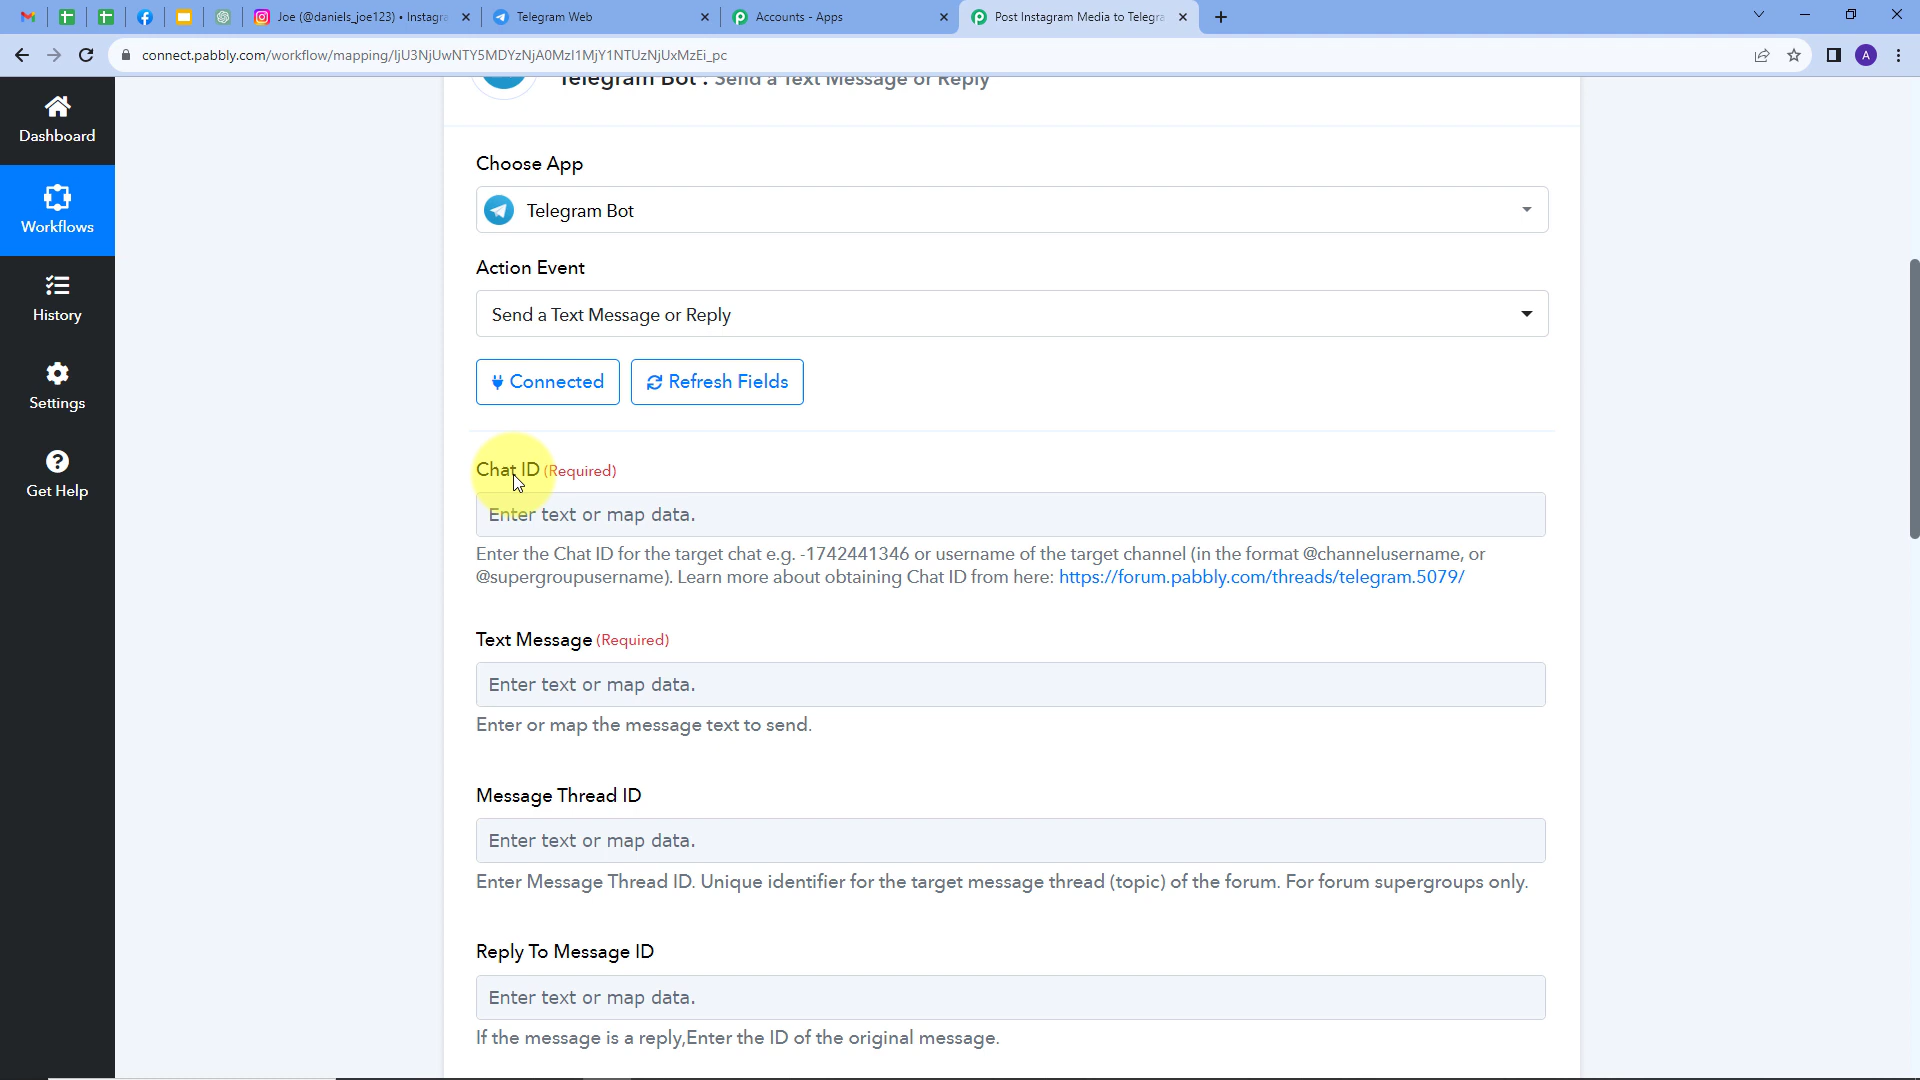 Joe (@daniels_joe123) • Instagra
Telegram Web
Accounts - Apps
Post Instagram Media to Telegra
connect.pabbly.com/workflow/mapping/IjU3NjUwNTY5MDYzNjA0MzI1MjY1NTUzNjUxMzEi_pc
A
Telegram Bot : Send a Text Message or Reply
Dashboard
Workflows
History
Settings
Get Help
Choose App
Telegram Bot
Action Event
Send a Text Message or Reply
Connected
Refresh Fields
Chat ID (Required)
Enter text or map data.
Enter the Chat ID for the target chat e.g. -1742441346 or username of the target channel (in the format @channelusername, or
@supergroupusername). Learn more about obtaining Chat ID from here: https://forum.pabbly.com/threads/telegram.5079/
Text Message (Required)
Enter text or map data.
Enter or map the message text to send.
Message Thread ID
Enter text or map data.
Enter Message Thread ID. Unique identifier for the target message thread (topic) of the forum. For forum supergroups only.
Reply To Message ID
Enter text or map data.
If the message is a reply,Enter the ID of the original message.